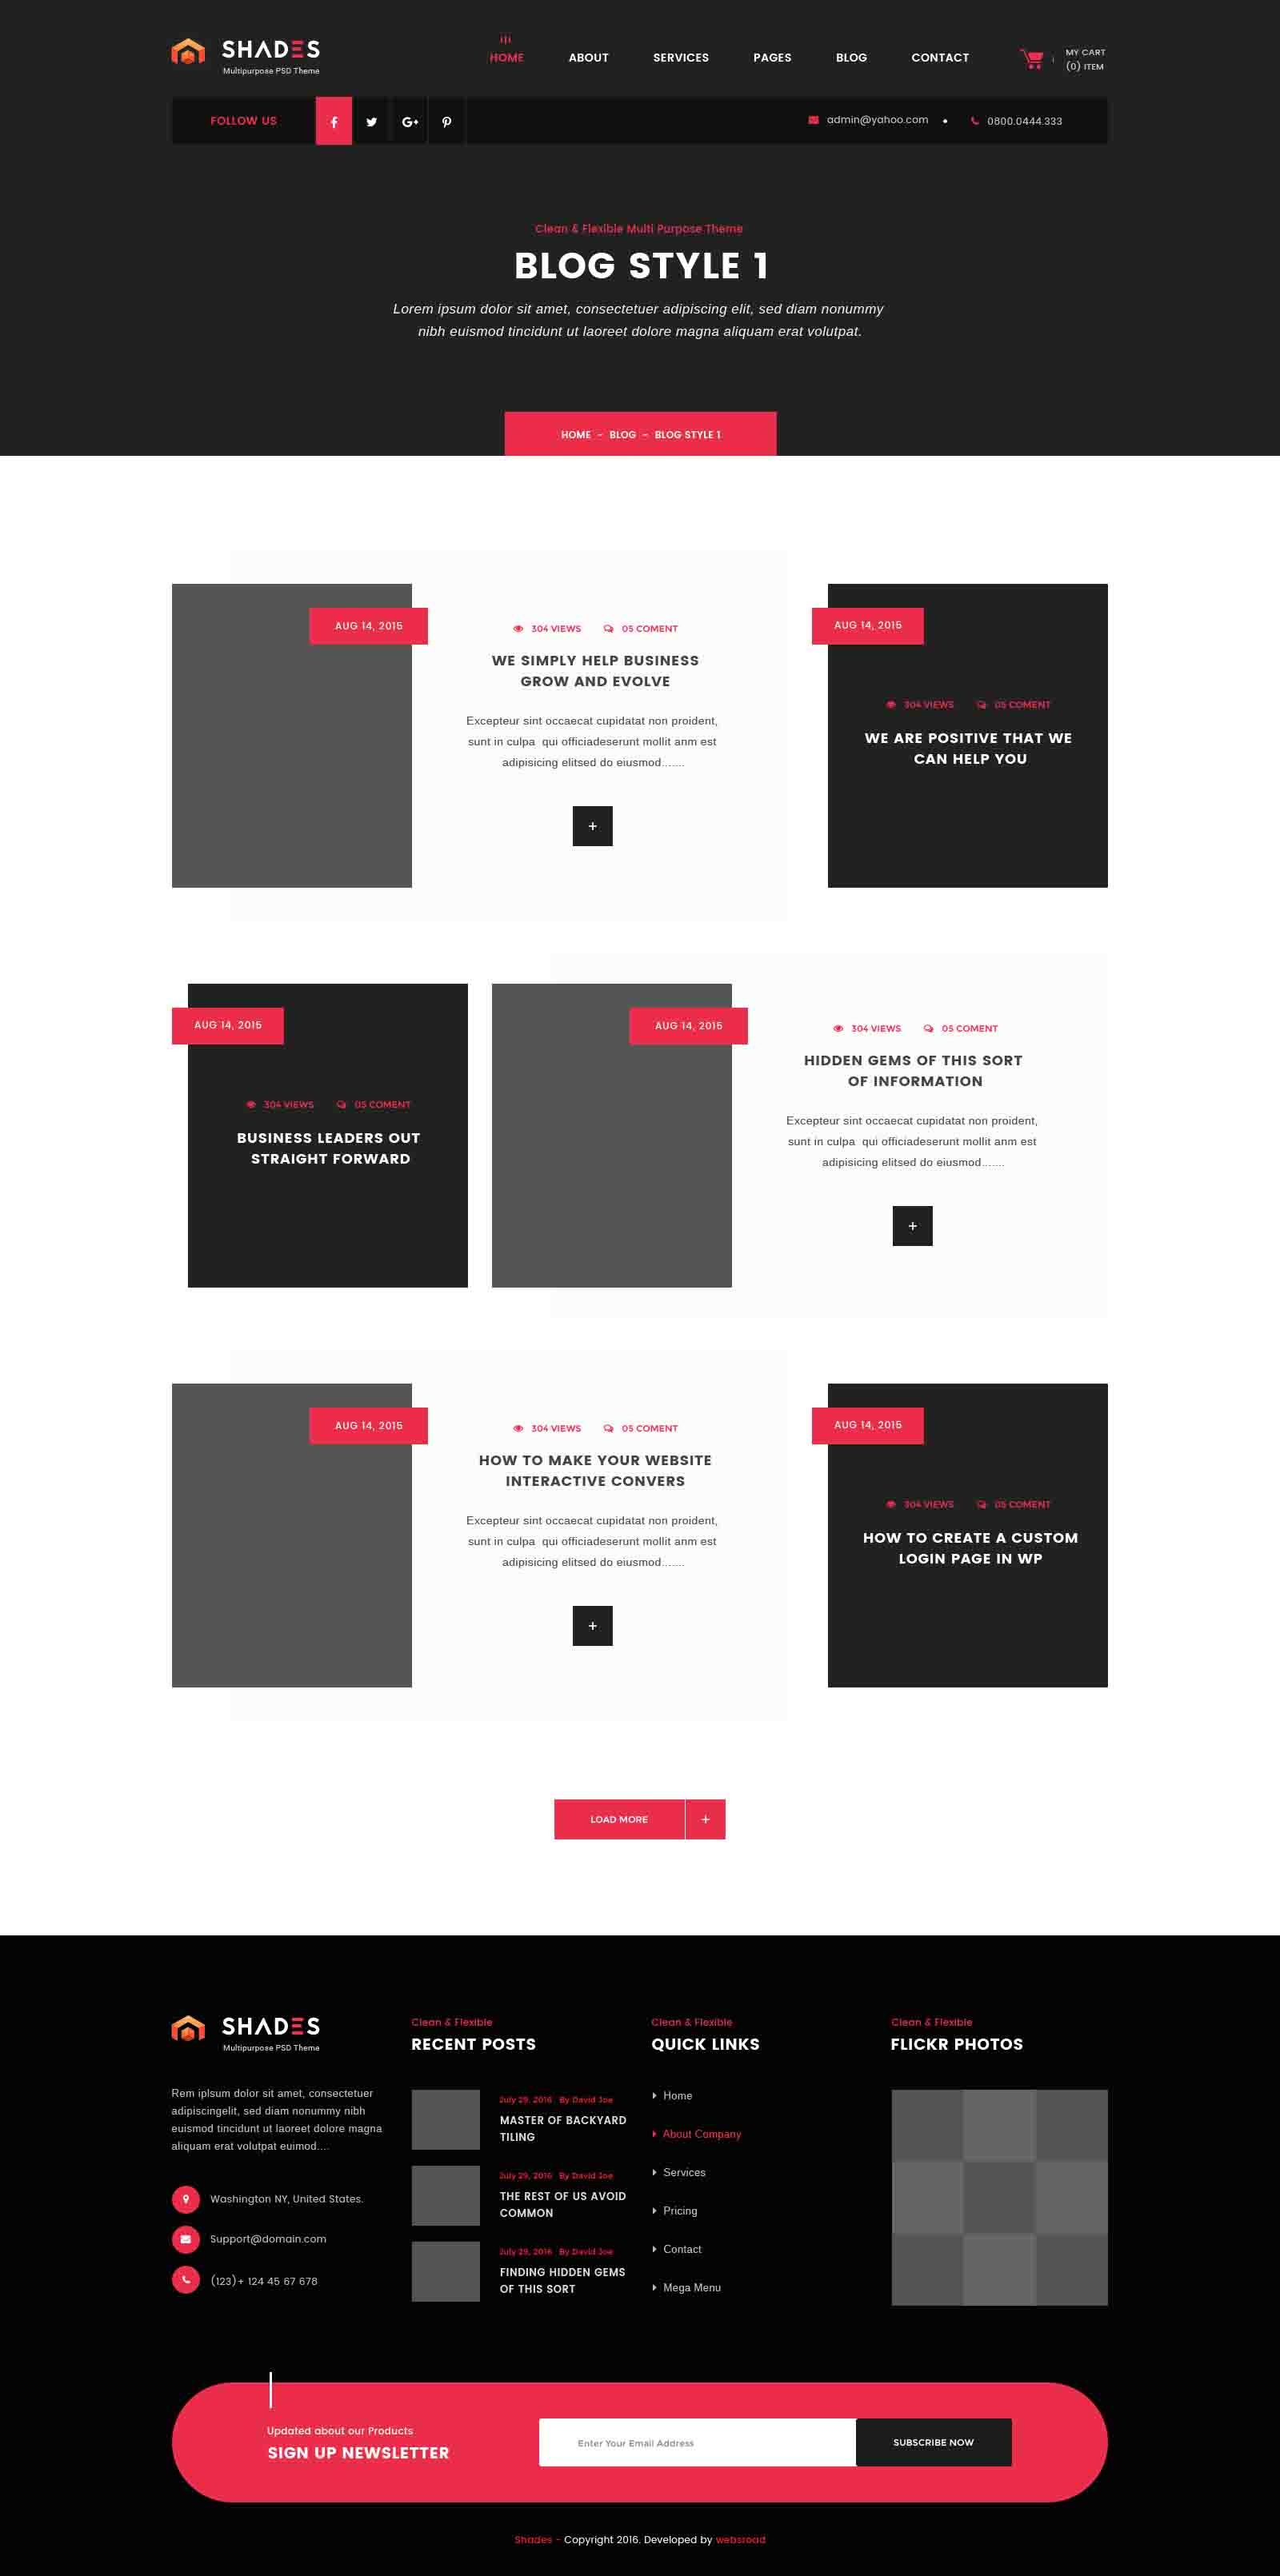 SHADES
Multipurpose PSD Theme
HOME ABOUT SERVICES PAGES BLOG CONTACT
MY CART
(0) ITEM
FOLLOW US
admin@yahoo.com • 0800.0444.333
Clean & Flexible Multi Purpose Theme
BLOG STYLE 1
Lorem ipsum dolor sit amet, consectetuer adipiscing elit, sed diam nonummy
nibh euismod tincidunt ut laoreet dolore magna aliquam erat volutpat.
HOME - BLOG - BLOG STYLE 1
AUG 14, 2015
304 VIEWS 05 COMENT
WE SIMPLY HELP BUSINESS
GROW AND EVOLVE
Excepteur sint occaecat cupidatat non proident,
sunt in culpa qui officiadeserunt mollit anm est
adipisicing elitsed do eiusmod.......
+
AUG 14, 2015
304 VIEWS 05 COMENT
WE ARE POSITIVE THAT WE
CAN HELP YOU
AUG 14, 2015
304 VIEWS 05 COMENT
BUSINESS LEADERS OUT
STRAIGHT FORWARD
AUG 14, 2015
304 VIEWS 05 COMENT
HIDDEN GEMS OF THIS SORT
OF INFORMATION
Excepteur sint occaecat cupidatat non proident,
sunt in culpa qui officiadeserunt mollit anm est
adipisicing elitsed do eiusmod.......
+
AUG 14, 2015
304 VIEWS 05 COMENT
HOW TO MAKE YOUR WEBSITE
INTERACTIVE CONVERS
Excepteur sint occaecat cupidatat non proident,
sunt in culpa qui officiadeserunt mollit anm est
adipisicing elitsed do eiusmod.......
+
AUG 14, 2015
304 VIEWS 05 COMENT
HOW TO CREATE A CUSTOM
LOGIN PAGE IN WP
LOAD MORE +
SHADES
Multipurpose PSD Theme
Rem iplsum dolor sit amet, consectetuer
adipiscingelit, sed diam nonummy nibh
euismod tincidunt ut laoreet dolore magna
aliquam erat volutpat euimod....
Washington NY, United States.
Support@domain.com
(123)+ 124 45 67 678
Clean & Flexible
RECENT POSTS
July 29, 2016 By David Joe
MASTER OF BACKYARD
TILING
July 29, 2016 By David Joe
THE REST OF US AVOID
COMMON
July 29, 2016 By David Joe
FINDING HIDDEN GEMS
OF THIS SORT
Clean & Flexible
QUICK LINKS
Home
About Company
Services
Pricing
Contact
Mega Menu
Clean & Flexible
FLICKR PHOTOS
Updated about our Products
SIGN UP NEWSLETTER
Enter Your Email Address
SUBSCRIBE NOW
Shades - Copyright 2016. Developed by websroad